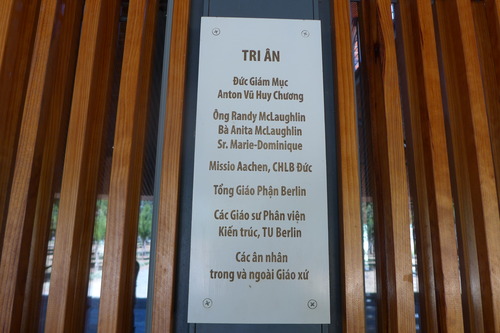 TRI ÂN
Đức Giám Mục
Anton Vũ Huy Chương
Ông Randy McLaughlin
Bà Anita McLaughlin
Sr. Marie-Dominique
Missio Aachen, CHLB Đức
Tổng Giáo Phận Berlin
Các Giáo sư Phân viện
Kiến trúc, TU Berlin
Các ân nhân
trong và ngoài Giáo xứ